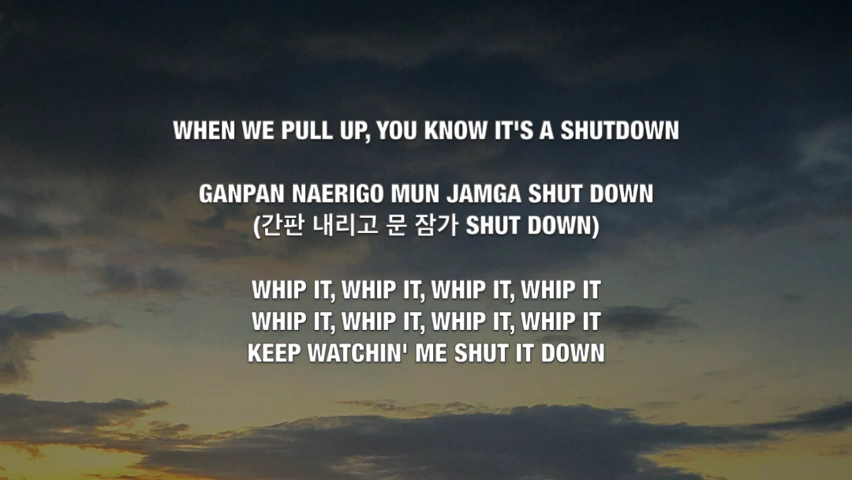 WHEN WE PULL UP, YOU KNOW IT'S A SHUTDOWN
GANPAN NAERIGO MUN JAMGA SHUT DOWN
(간판 내리고 문 잠가 SHUT DOWN)
WHIP IT, WHIP IT, WHIP IT, WHIP IT
WHIP IT, WHIP IT, WHIP IT, WHIP IT
KEEP WATCHIN' ME SHUT IT DOWN